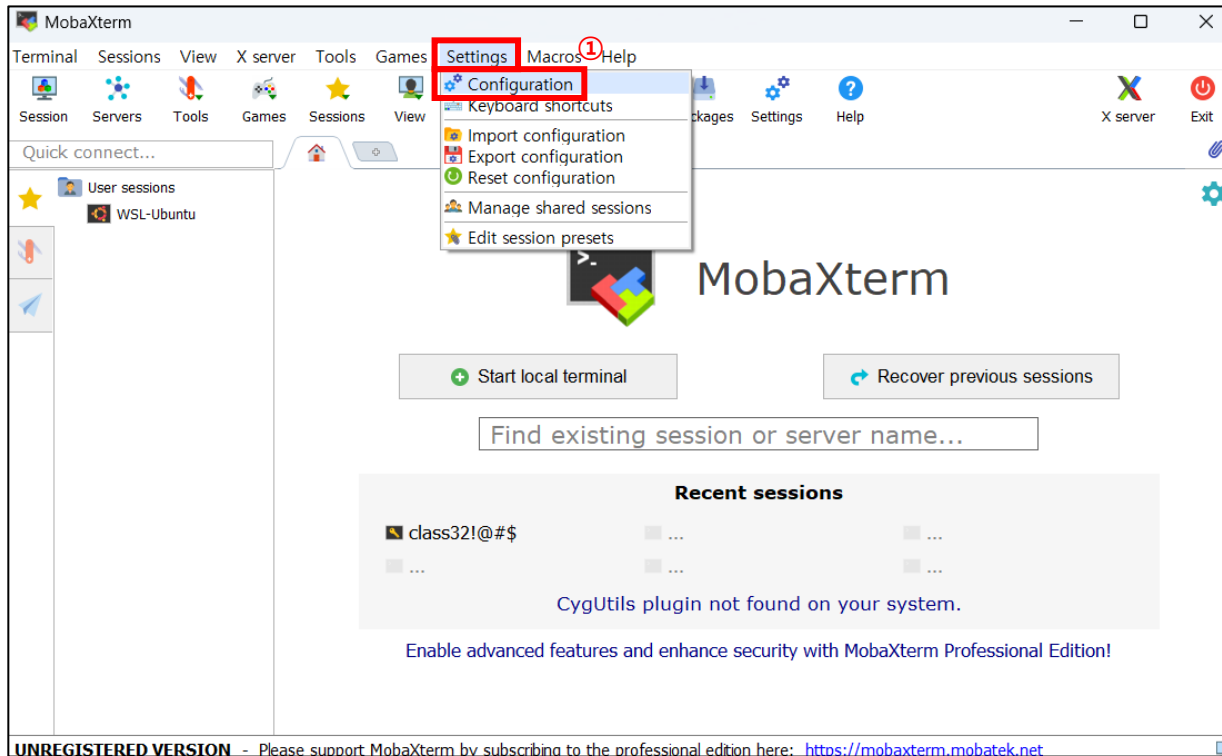 MobaXterm
Terminal Sessions View X server Tools Games Settings Macros ① Help
Configuration
Session Servers Tools Games Sessions View Settings Help X server Exit
Keyboard shortcuts
Import configuration
Quick connect...
Export configuration
Reset configuration
User sessions
Manage shared sessions
WSL-Ubuntu
Edit session presets
>_
MobaXterm
Start local terminal Recover previous sessions
Find existing session or server name...
Recent sessions
class32!@#$ ... ...
... ... ...
CygUtils plugin not found on your system.
Enable advanced features and enhance security with MobaXterm Professional Edition!
UNREGISTERED VERSION - Please support MobaXterm by subscribing to the professional edition here: https://mobaxterm.mobatek.net